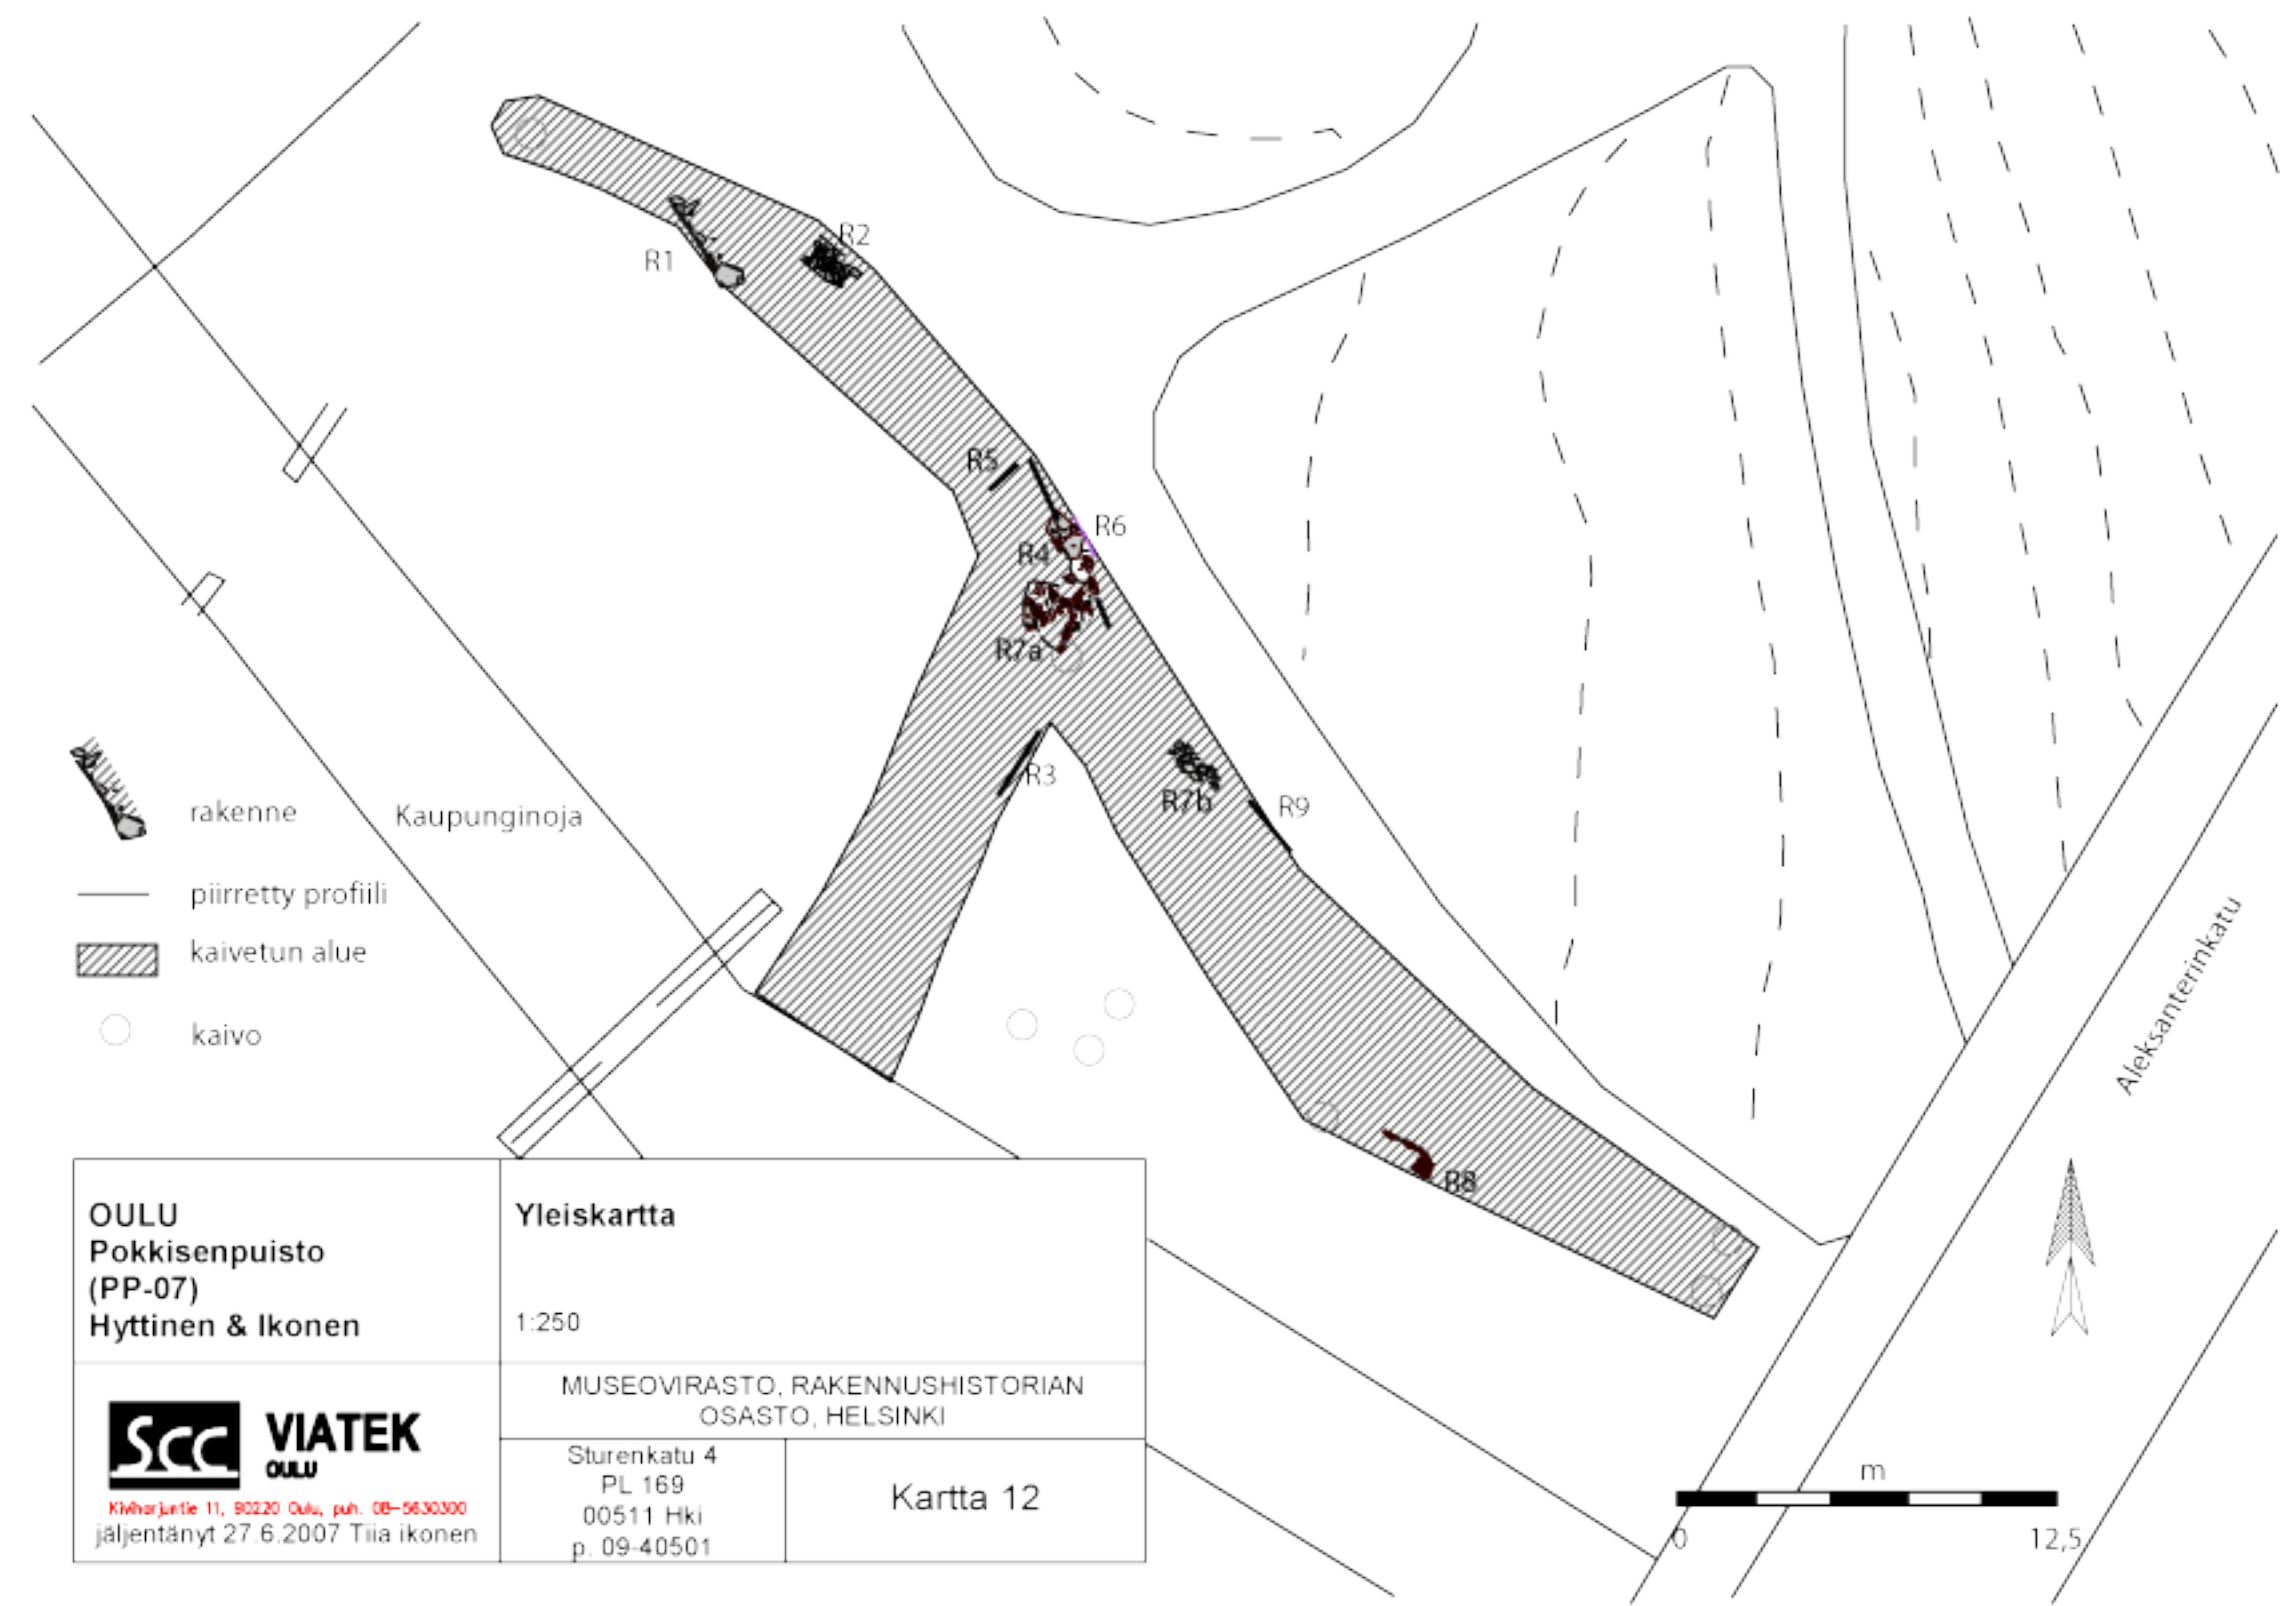 R1
R2
R5
R6
R4
R7a
R3
R7b
R9
R8
rakenne
Kaupunginoja
piirretty profiili
kaivetun alue
kaivo
Aleksanterinkatu
OULU
Pokkisenpuisto
(PP-07)
Hyttinen & Ikonen
Yleiskartta
1:250
MUSEOVIRASTO, RAKENNUSHISTORIAN
OSASTO, HELSINKI
SCC VIATEK
OULU
Kiviharjuntie 11, 90220 Oulu, puh. 08-5630300
jäljentänyt 27.6.2007 Tiia ikonen
Sturenkatu 4
PL 169
00511 Hki
p. 09-40501
Kartta 12
m
0 12,5